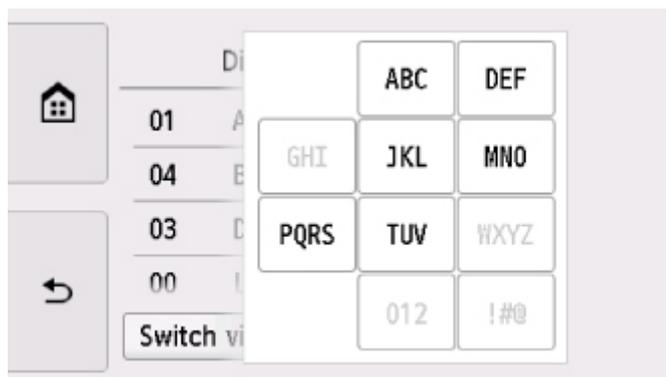 Di
01 A
04 B
03 D
00 L
Switch vi
ABC DEF
GHI JKL MNO
PQRS TUV WXYZ
012 !#@